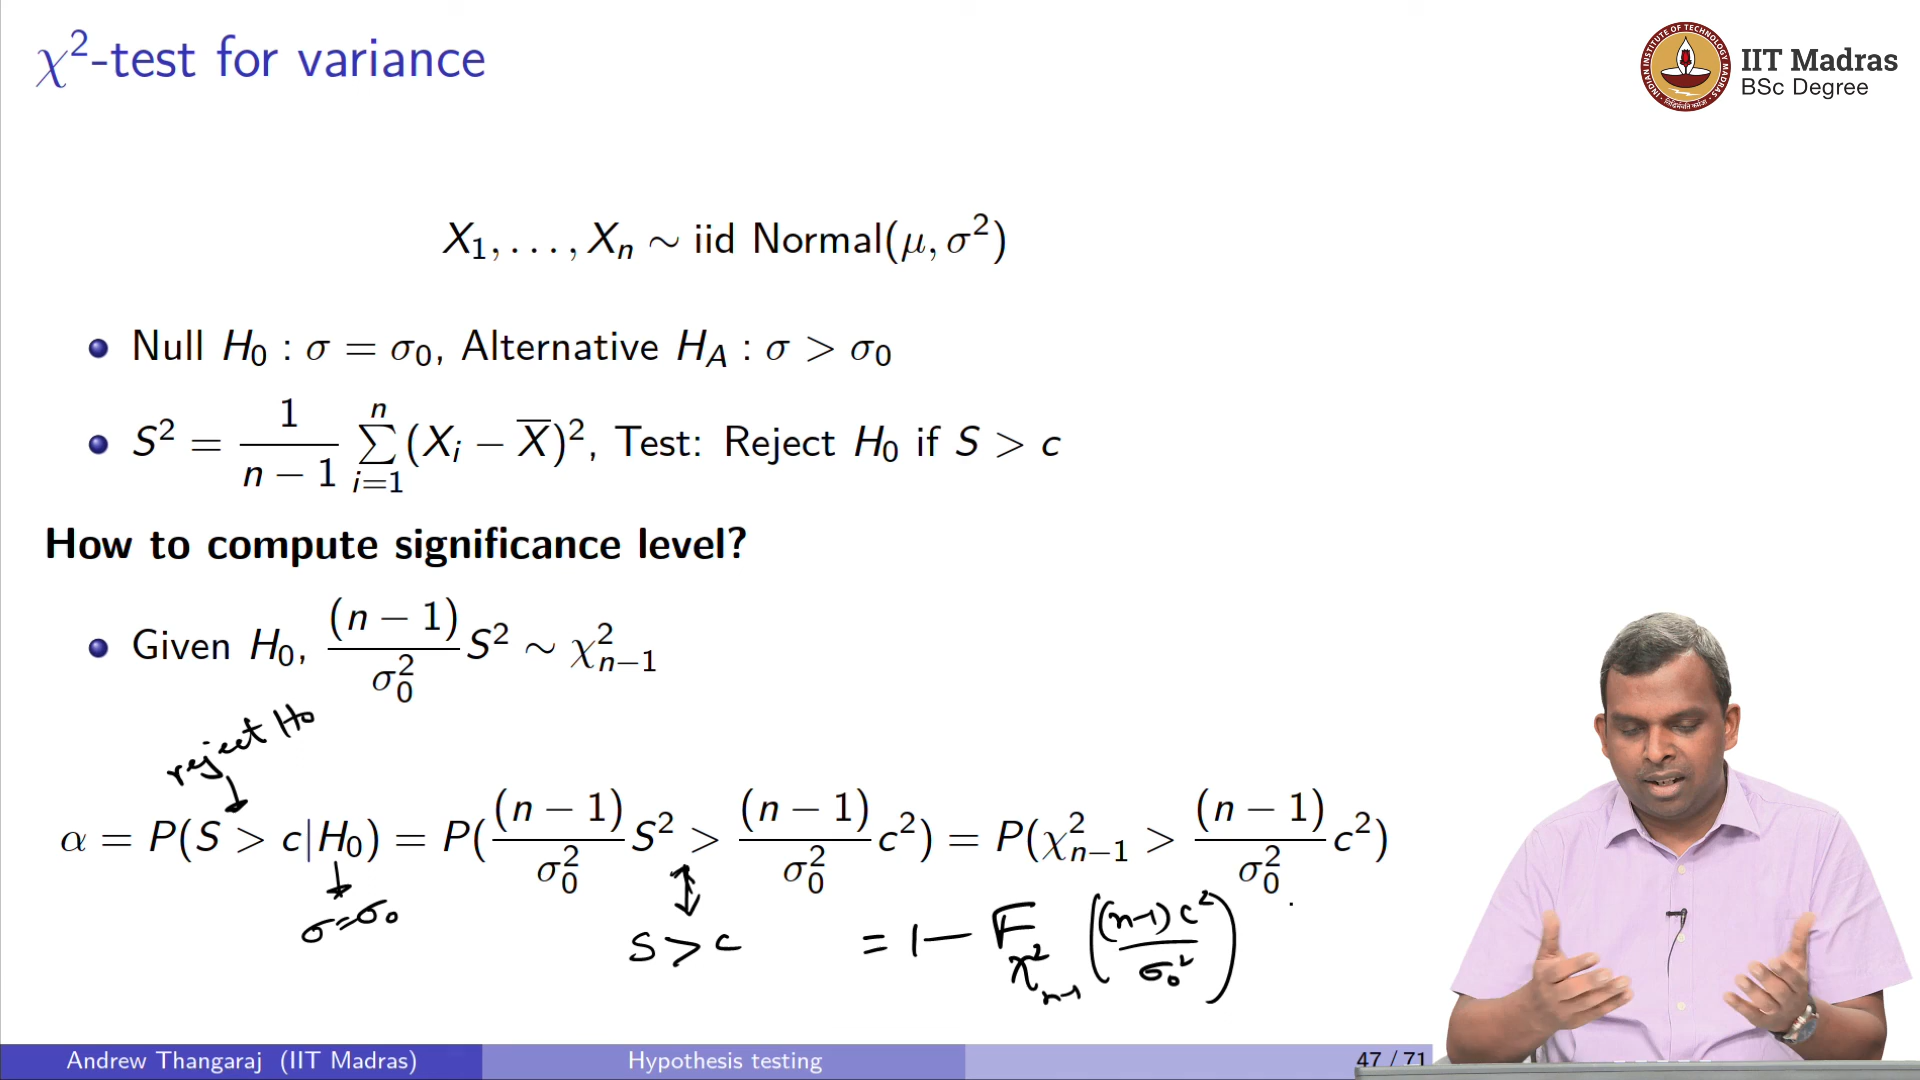 χ²-test for variance
IIT Madras
BSc Degree
X₁, . . . , Xₙ ∼ iid Normal(μ, σ²)
Null H₀ : σ = σ₀, Alternative H_A : σ > σ₀
S² = 1/(n − 1) ∑ᵢ₌₁ⁿ (Xᵢ − X̄)², Test: Reject H₀ if S > c
How to compute significance level?
Given H₀, (n − 1)/σ₀² S² ∼ χ²ₙ₋₁
reject H₀
α = P(S > c|H₀) = P((n − 1)/σ₀² S² > (n − 1)/σ₀² c²) = P(χ²ₙ₋₁ > (n − 1)/σ₀² c²)
σ=σ₀
S > c
= 1 − F_χ²ₙ₋₁ ((n-1)c²/σ₀²)
Andrew Thangaraj (IIT Madras)
Hypothesis testing
47 / 71